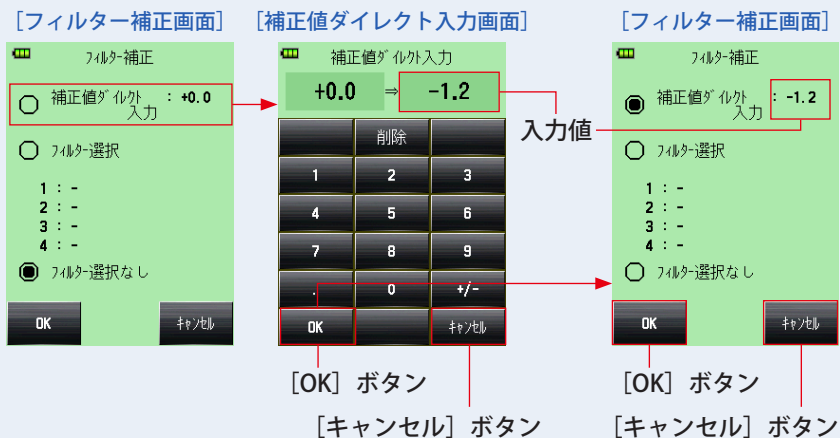 [フィルター補正画面]
フィルター補正
補正値ダイレクト : +0.0
入力
フィルター選択
1 : -
2 : -
3 : -
4 : -
フィルター選択なし
OK
キャンセル
[補正値ダイレクト入力画面]
補正値ダイレクト入力
+0.0 ⇒ -1.2
削除
1 2 3
4 5 6
7 8 9
. 0 +/-
OK キャンセル
[OK] ボタン
[キャンセル] ボタン
入力値
[フィルター補正画面]
フィルター補正
補正値ダイレクト : -1.2
入力
フィルター選択
1 : -
2 : -
3 : -
4 : -
フィルター選択なし
OK
キャンセル
[OK] ボタン
[キャンセル] ボタン